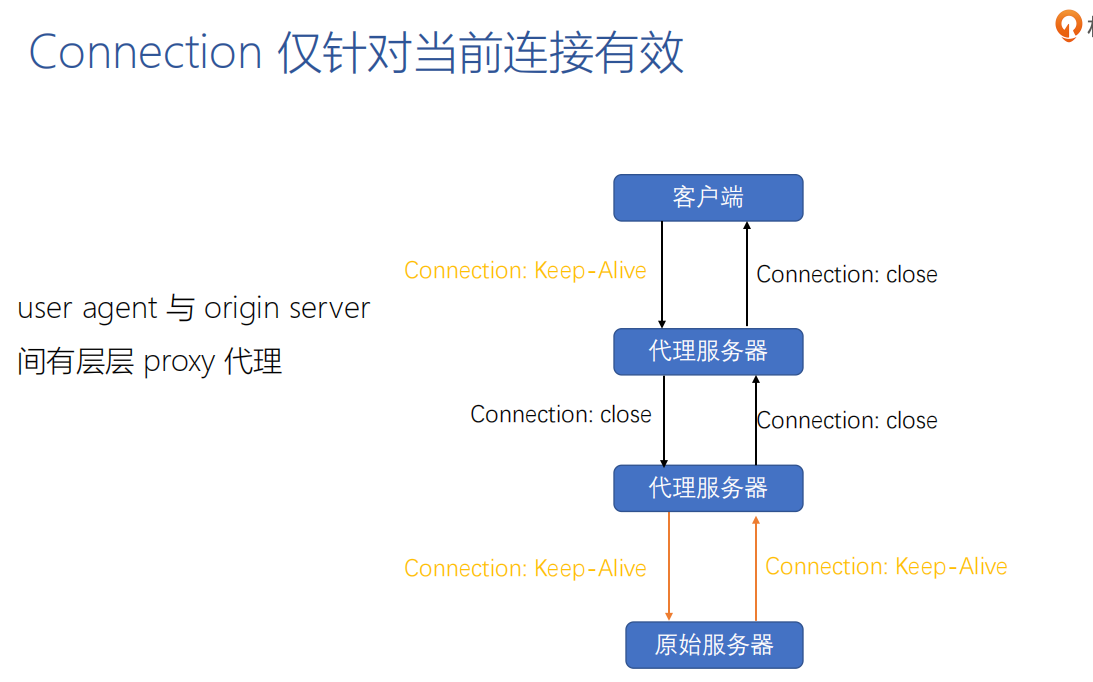 Connection 仅针对当前连接有效
客户端
Connection: Keep-Alive
Connection: close
user agent 与 origin server
间有层层 proxy 代理
代理服务器
Connection: close
Connection: close
代理服务器
Connection: Keep-Alive
Connection: Keep-Alive
原始服务器